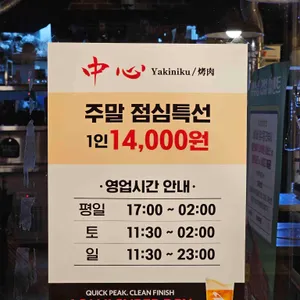 中心 Yakiniku/烤肉
주말 점심특선
1인 14,000원
· 영업시간 안내 ·
평일 17:00 ~ 02:00
토 11:30 ~ 02:00
일 11:30 ~ 23:00
QUICK PEAK. CLEAN FINISH